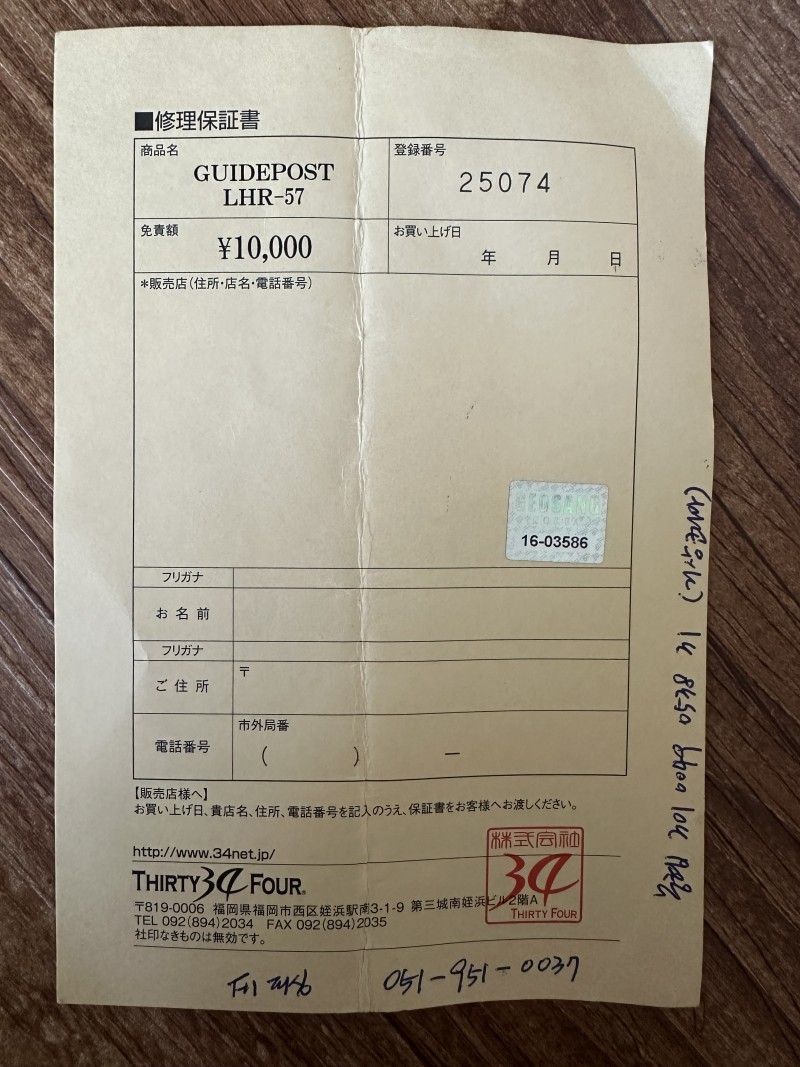 ■修理保証書
商品名
GUIDEPOST
LHR-57
登録番号
25074
免責額
¥10,000
お買い上げ日
年 月 日
*販売店(住所・店名・電話番号)
GEOSANG
16-03586
フリガナ
お名前
フリガナ
ご住所
〒
電話番号
市外局番
( ) ー
【販売店様へ】
お買い上げ日、貴店名、住所、電話番号を記入のうえ、保証書をお客様へお渡しください。
http://www.34net.jp/
THIRTY 34 FOUR®
〒819-0006 福岡県福岡市西区姪浜駅南3-1-9 第三城南姪浜ビル2階A
TEL 092(894)2034 FAX 092(894)2035
社印なきものは無効です。
株式会社
34
THIRTY FOUR
051-951-0037